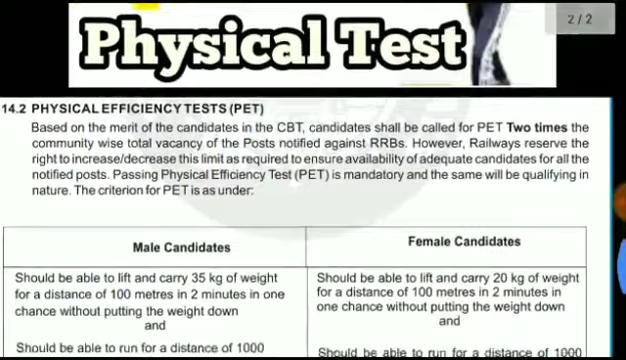 2 / 2
Physical Test
14.2 PHYSICAL EFFICIENCY TESTS (PET)
Based on the merit of the candidates in the CBT, candidates shall be called for PET Two times the
community wise total vacancy of the Posts notified against RRBs. However, Railways reserve the
right to increase/decrease this limit as required to ensure availability of adequate candidates for all the
notified posts. Passing Physical Efficiency Test (PET) is mandatory and the same will be qualifying in
nature. The criterion for PET is as under:
Male Candidates
Female Candidates
Should be able to lift and carry 35 kg of weight
for a distance of 100 metres in 2 minutes in one
chance without putting the weight down
and
Should be able to run for a distance of 1000
Should be able to lift and carry 20 kg of weight
for a distance of 100 metres in 2 minutes in
one chance without putting the weight down
and
Should be able to run for a distance of 1000